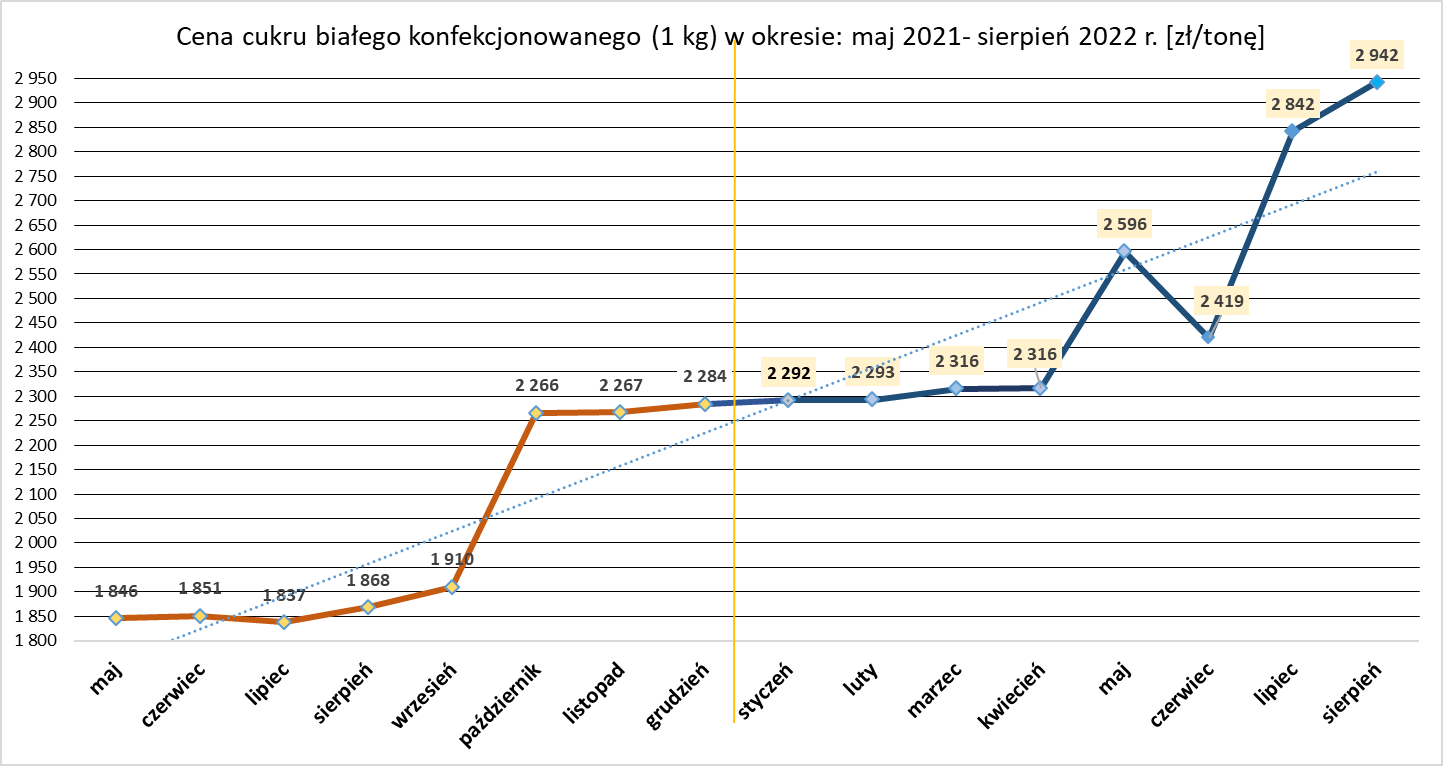 Cena cukru białego konfekcjonowanego (1 kg) w okresie: maj 2021- sierpień 2022 r. [zł/tonę]
2 950
2 900
2 850
2 800
2 750
2 700
2 650
2 600
2 550
2 500
2 450
2 400
2 350
2 300
2 250
2 200
2 150
2 100
2 050
2 000
1 950
1 900
1 850
1 800
1 846
1 851
1 837
1 868
1 910
2 266
2 267
2 284
2 292
2 293
2 316
2 316
2 596
2 419
2 842
2 942
maj
czerwiec
lipiec
sierpień
wrzesień
październik
listopad
grudzień
styczeń
luty
marzec
kwiecień
maj
czerwiec
lipiec
sierpień